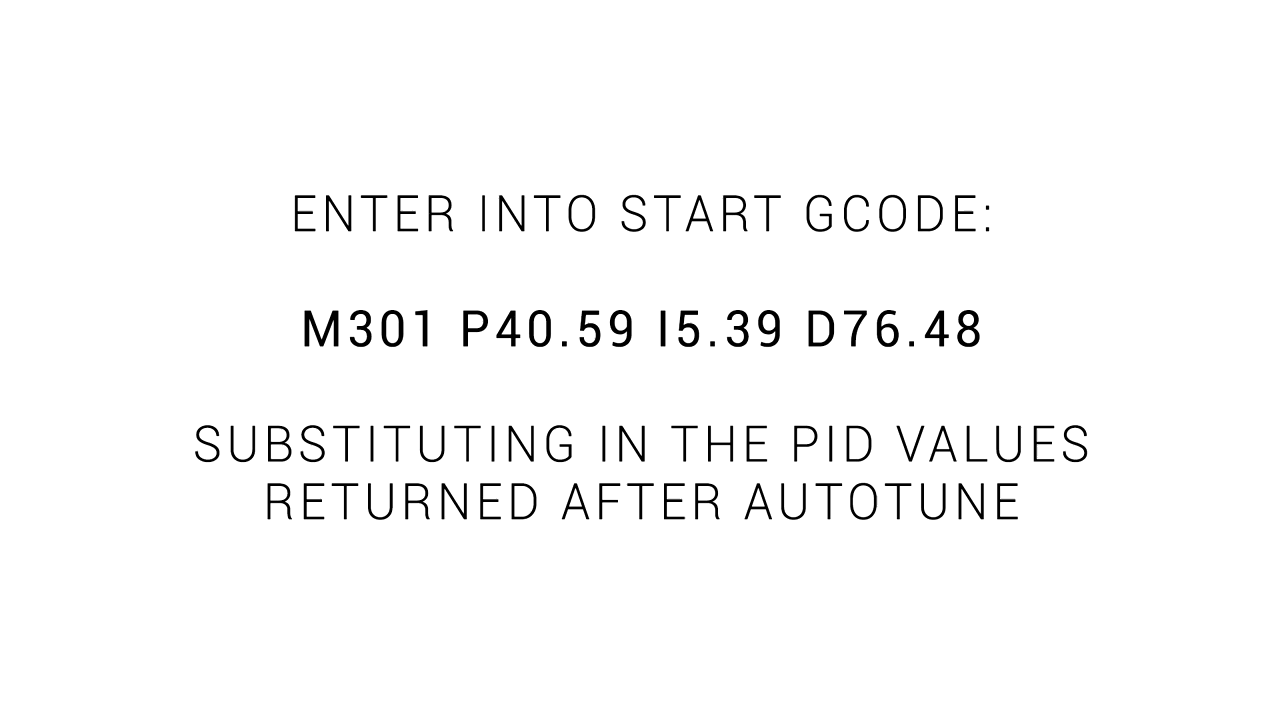 ENTER INTO START GCODE:
M301 P40.59 I5.39 D76.48
SUBSTITUTING IN THE PID VALUES
RETURNED AFTER AUTOTUNE